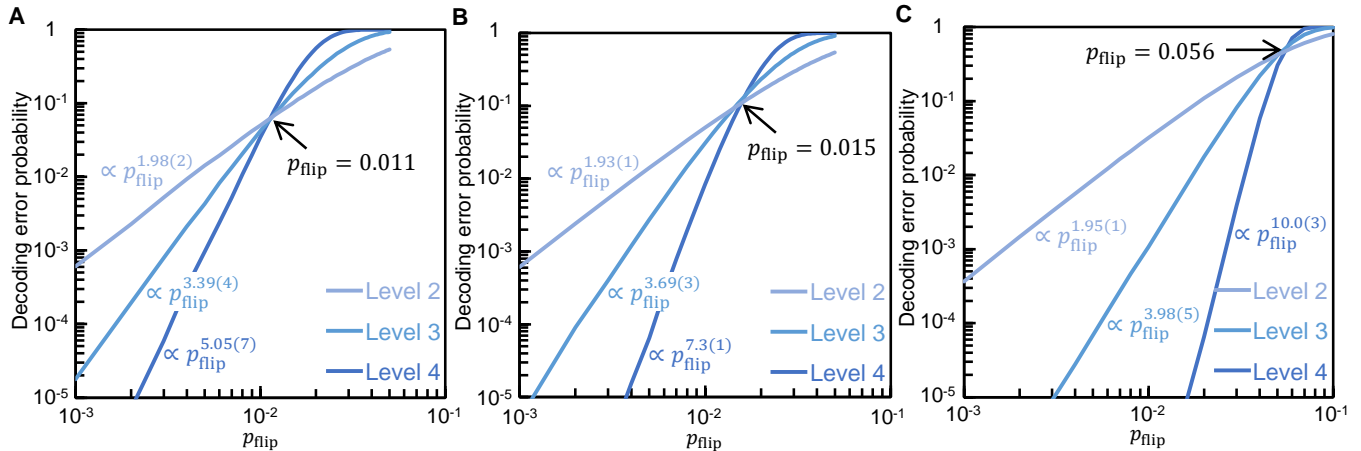 A
Decoding error probability
1
10^-1
10^-2
10^-3
10^-4
10^-5
∝ p_flip^1.98(2)
∝ p_flip^3.39(4)
∝ p_flip^5.05(7)
p_flip = 0.011
Level 2
Level 3
Level 4
10^-3
10^-2
10^-1
p_flip
B
Decoding error probability
1
10^-1
10^-2
10^-3
10^-4
10^-5
∝ p_flip^1.93(1)
∝ p_flip^3.69(3)
∝ p_flip^7.3(1)
p_flip = 0.015
Level 2
Level 3
Level 4
10^-3
10^-2
10^-1
p_flip
C
Decoding error probability
1
10^-1
10^-2
10^-3
10^-4
10^-5
p_flip = 0.056
∝ p_flip^1.95(1)
∝ p_flip^10.0(3)
∝ p_flip^3.98(5)
Level 2
Level 3
Level 4
10^-3
10^-2
10^-1
p_flip